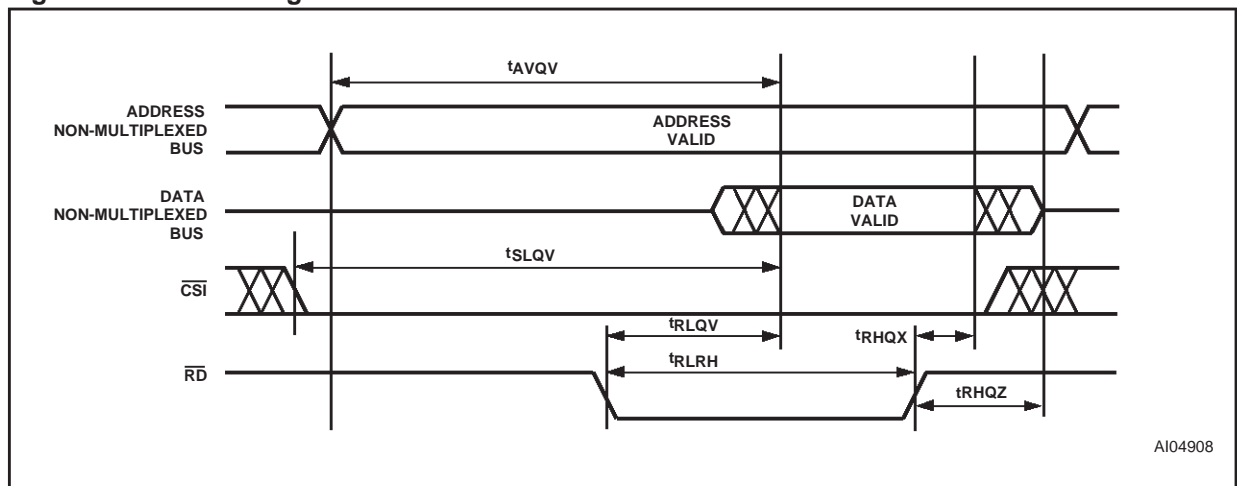 tAVQV
ADDRESS
NON-MULTIPLEXED
BUS
ADDRESS
VALID
DATA
NON-MULTIPLEXED
BUS
DATA
VALID
tSLQV
CSI
tRLQV
tRHQX
tRLRH
RD
tRHQZ
AI04908